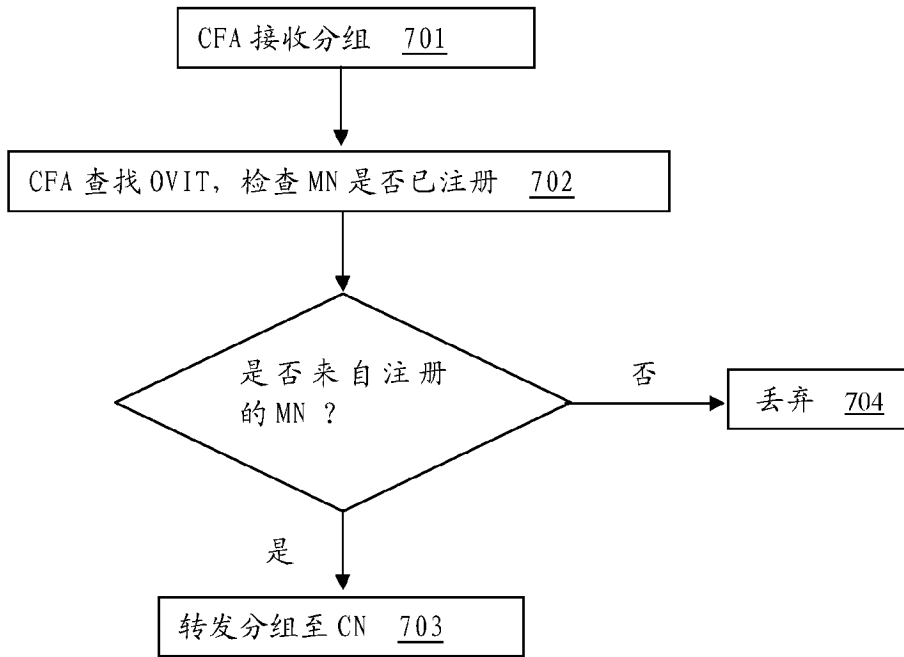 CFA 接收分组 701
CFA 查找 OVIT, 检查 MN 是否已注册 702
是否来自注册
的 MN ?
否
丢弃 704
是
转发分组至 CN 703